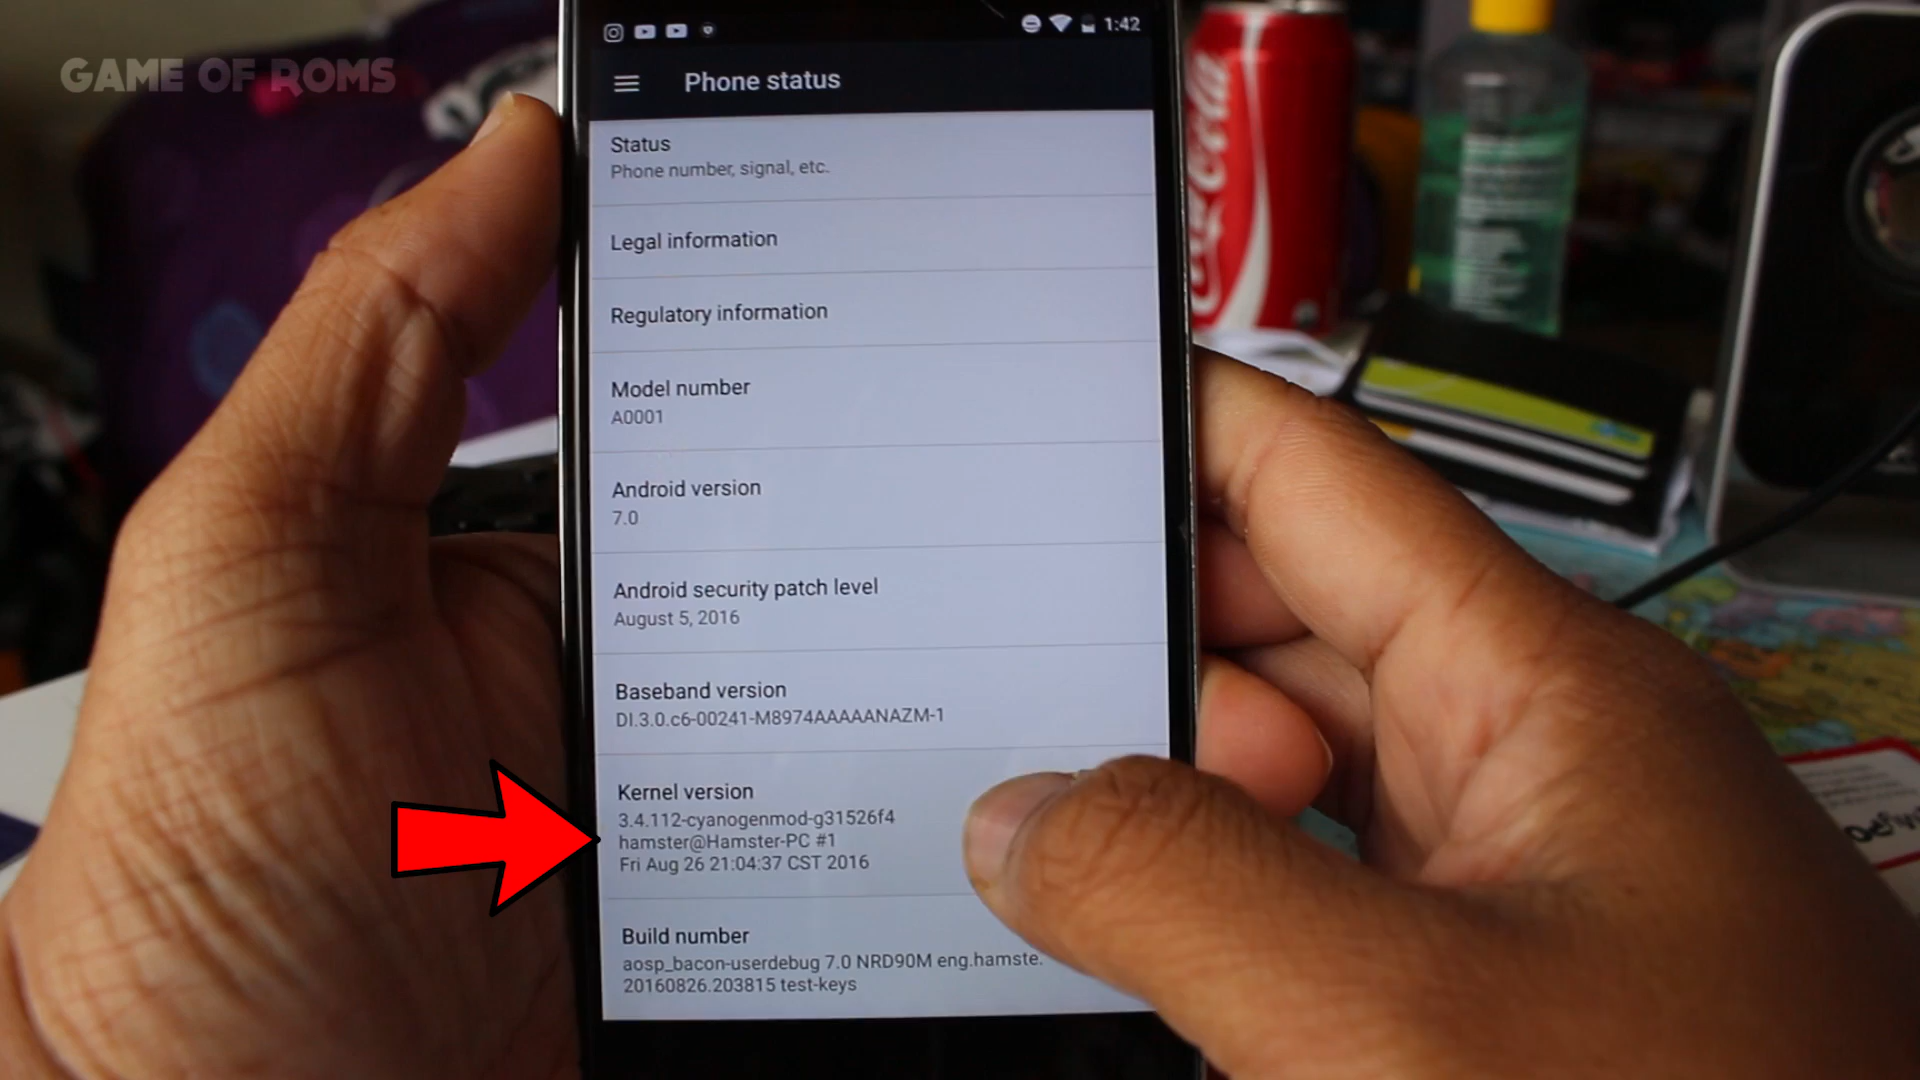 GAME OF ROMS
1:42
Phone status
Status
Phone number, signal, etc.
Legal information
Regulatory information
Model number
A0001
Android version
7.0
Android security patch level
August 5, 2016
Baseband version
DI.3.0.c6-00241-M8974AAAAANAZM-1
Kernel version
3.4.112-cyanogenmod-g31526f4
hamster@Hamster-PC #1
Fri Aug 26 21:04:37 CST 2016
Build number
aosp_bacon-userdebug 7.0 NRD90M eng.hamste.
20160826.203815 test-keys
Coca-Cola